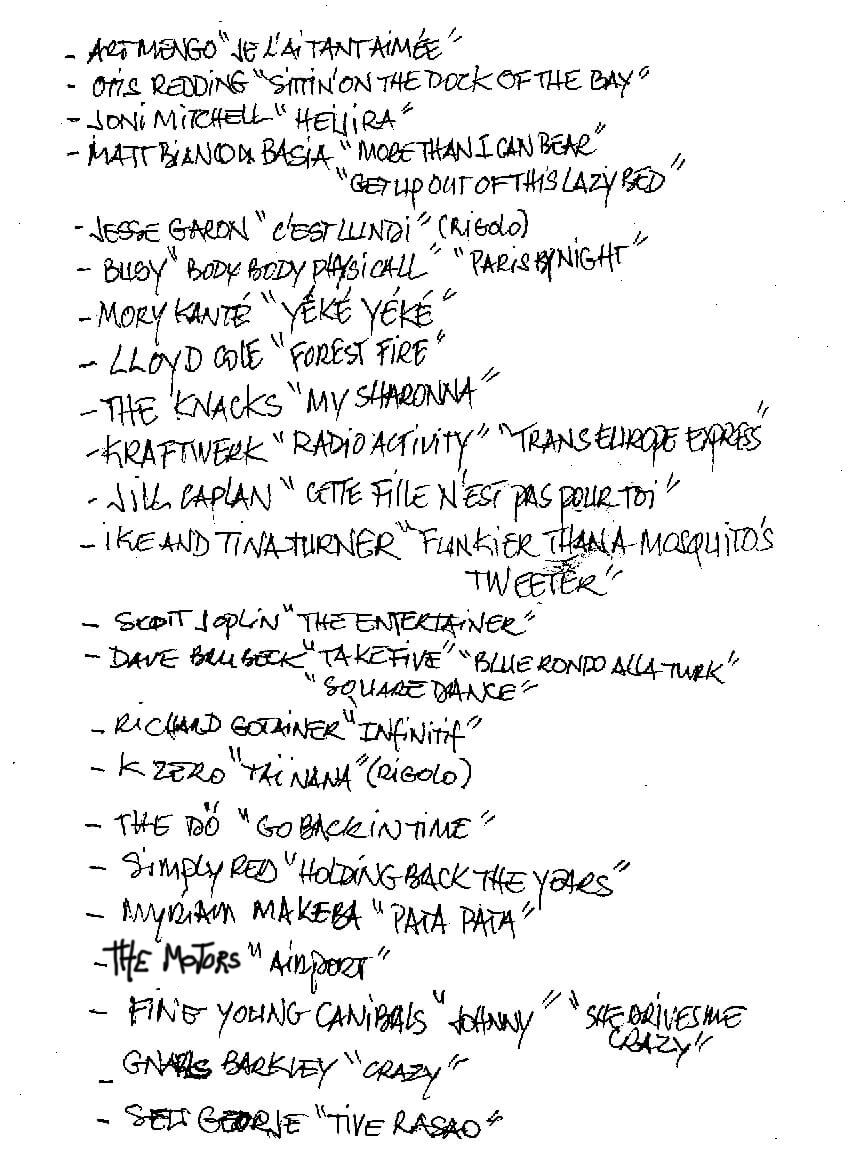 - ART MENGO "JE L'AI TANT AIMÉE"
- OTIS REDDING "SITTIN' ON THE DOCK OF THE BAY"
- JONI MITCHELL "HEIJIRA"
- MATT BIANCO & BASIA "MORE THAN I CAN BEAR"
"GET UP OUT OF THIS LAZY BED"
- JESSE GARON "C'EST LUNDI" (RIGOLO)
- BUSY "BODY BODY PHYSICALL" "PARIS BY NIGHT"
- MORY KANTÉ "YÉKÉ YÉKÉ"
- LLOYD COLE "FOREST FIRE"
- THE KNACKS "MY SHARONNA"
- KRAFTWERK "RADIO ACTIVITY" "TRANS EUROPE EXPRESS"
- JILL CAPLAN "CETTE FILLE N'EST PAS POUR TOI"
- IKE AND TINA TURNER "FUNKIER THAN A MOSQUITO'S
TWEETER"
- SCOTT JOPLIN "THE ENTERTAINER"
- DAVE BRUBECK "TAKE FIVE" "BLUE RONDO ALLA TURK"
"SQUARE DANCE"
- RICHARD GOTAINER "INFINITIF"
- K ZERO "TAÏ NANA" (RIGOLO)
- THE DÖ "GO BACK IN TIME"
- SIMPLY RED "HOLDING BACK THE YEARS"
- MYRIAM MAKEBA "PATA PATA"
- THE MOTORS "AIRPORT"
- FINE YOUNG CANIBALS "JOHNNY" "SHE DRIVES ME
CRAZY"
- GNARLS BARKLEY "CRAZY"
- SEU GEORJE "TIVE RASAO"